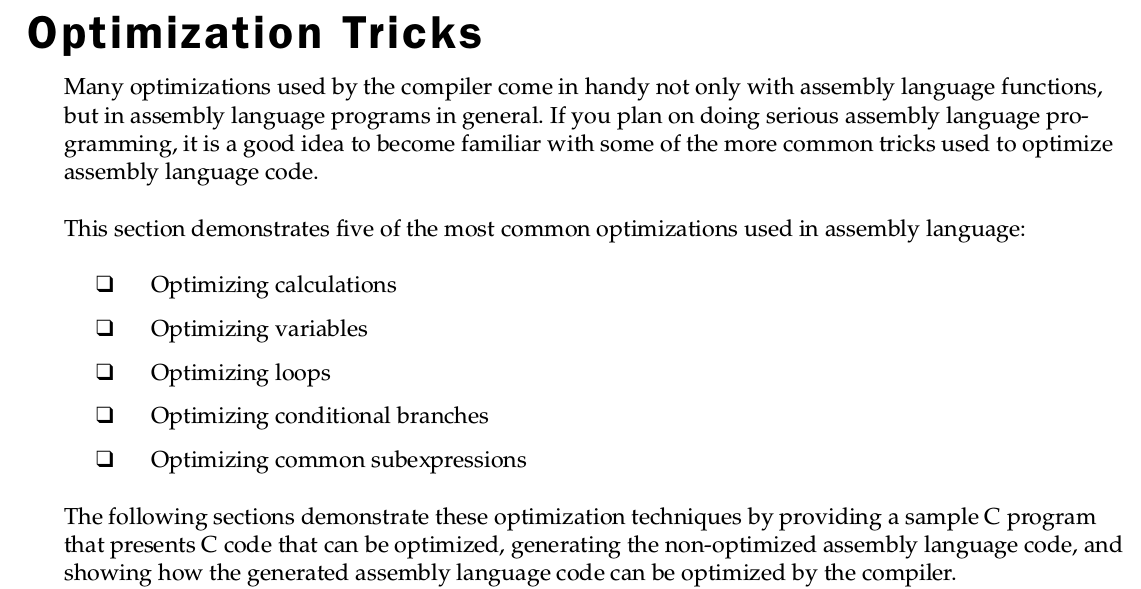 Optimization Tricks
Many optimizations used by the compiler come in handy not only with assembly language functions,
but in assembly language programs in general. If you plan on doing serious assembly language pro-
gramming, it is a good idea to become familiar with some of the more common tricks used to optimize
assembly language code.
This section demonstrates five of the most common optimizations used in assembly language:
❏ Optimizing calculations
❏ Optimizing variables
❏ Optimizing loops
❏ Optimizing conditional branches
❏ Optimizing common subexpressions
The following sections demonstrate these optimization techniques by providing a sample C program
that presents C code that can be optimized, generating the non-optimized assembly language code, and
showing how the generated assembly language code can be optimized by the compiler.